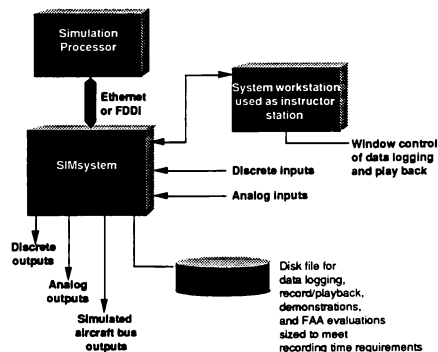 Simulation
Processor
Ethernet
or FDDI
System workstation
used as instructor
station
SIMsystem
Window control
of data logging
and play back
Discrete inputs
Analog inputs
Discrete
outputs
Analog
outputs
Simulated
aircraft bus
outputs
Disk file for
data logging,
record/playback,
demonstrations,
and FAA evaluations
sized to meet
recording time requirements